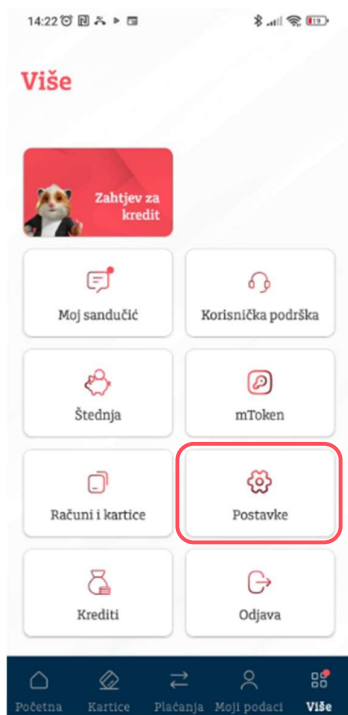 14:22
19
Više
Zahtjev za
kredit
Moj sandučić
Korisnička podrška
Štednja
mToken
Računi i kartice
Postavke
Krediti
Odjava
Početna Kartice Plaćanja Moji podaci Više